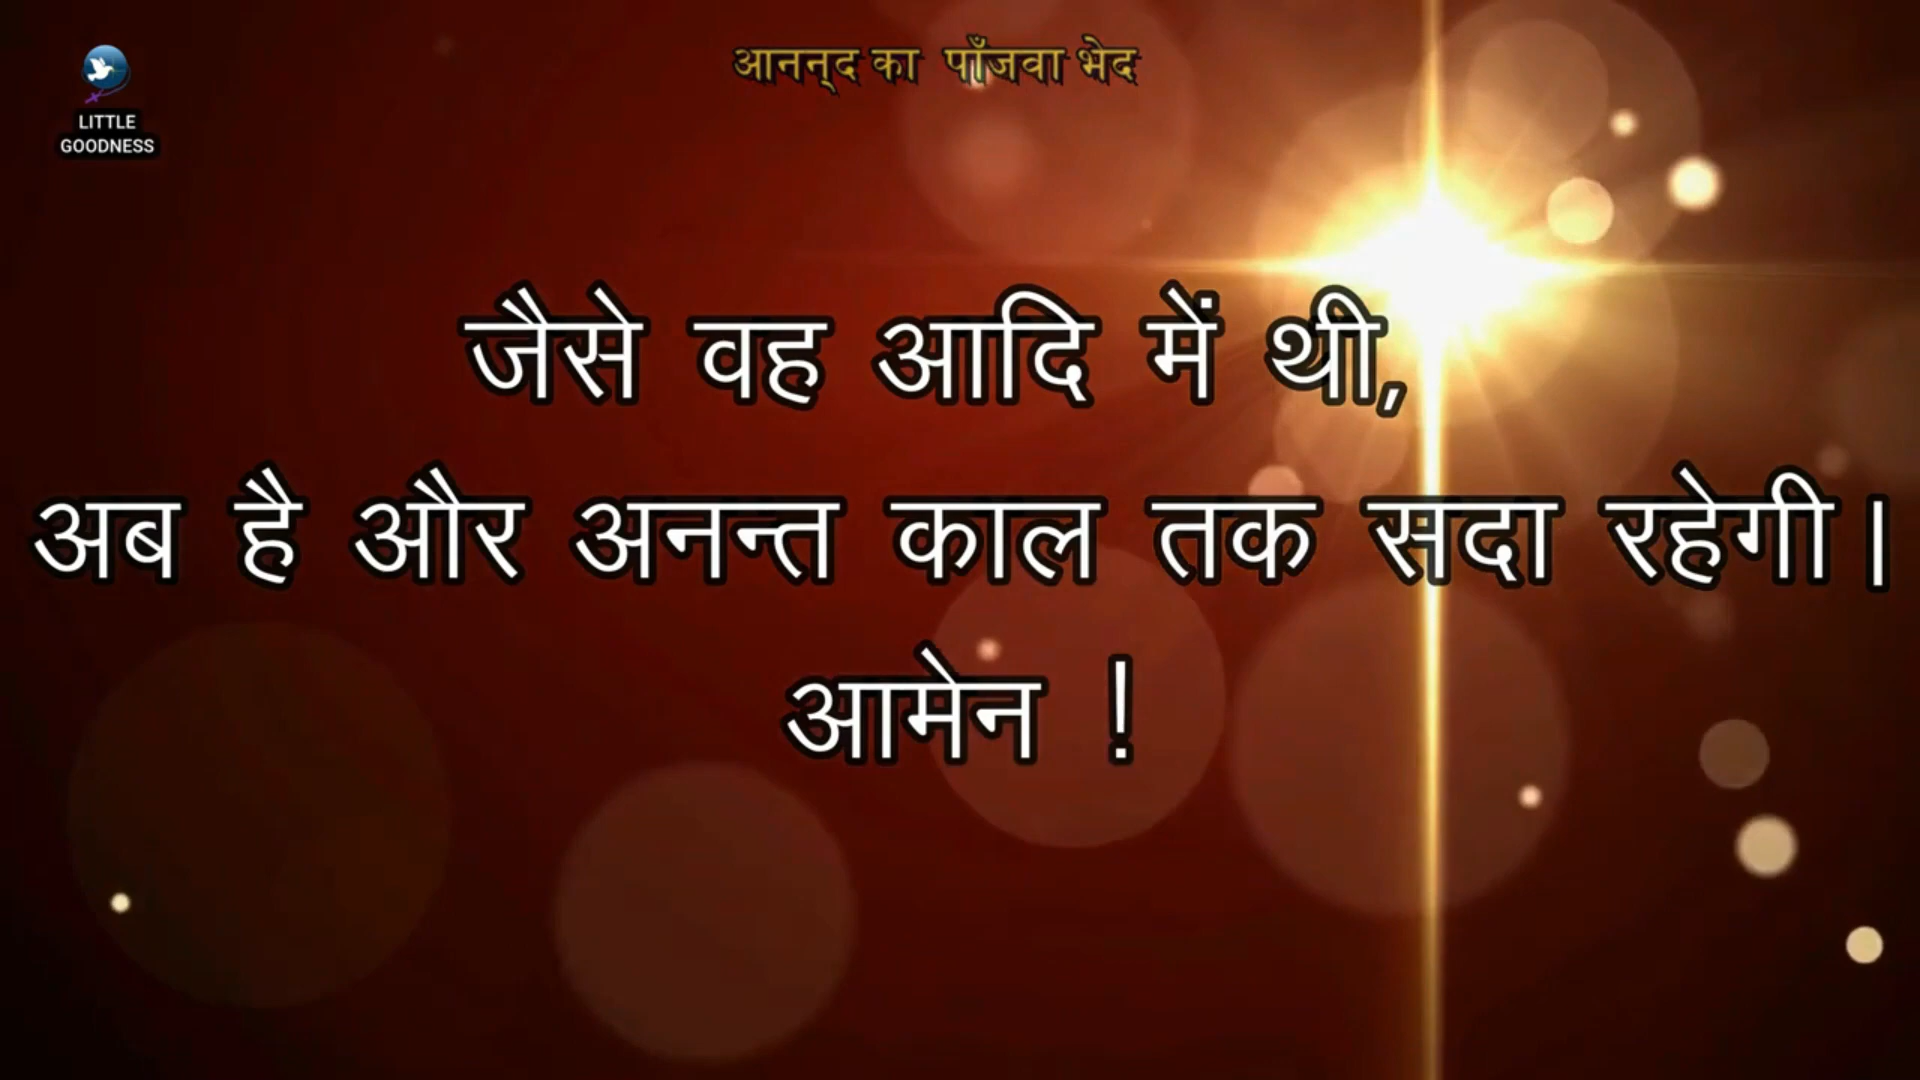 आनन्‌द का पाँजवा भेद
LITTLE
GOODNESS
जैसे वह आदि में थी,
अब है और अनन्त काल तक सदा रहेगी।
आमेन !